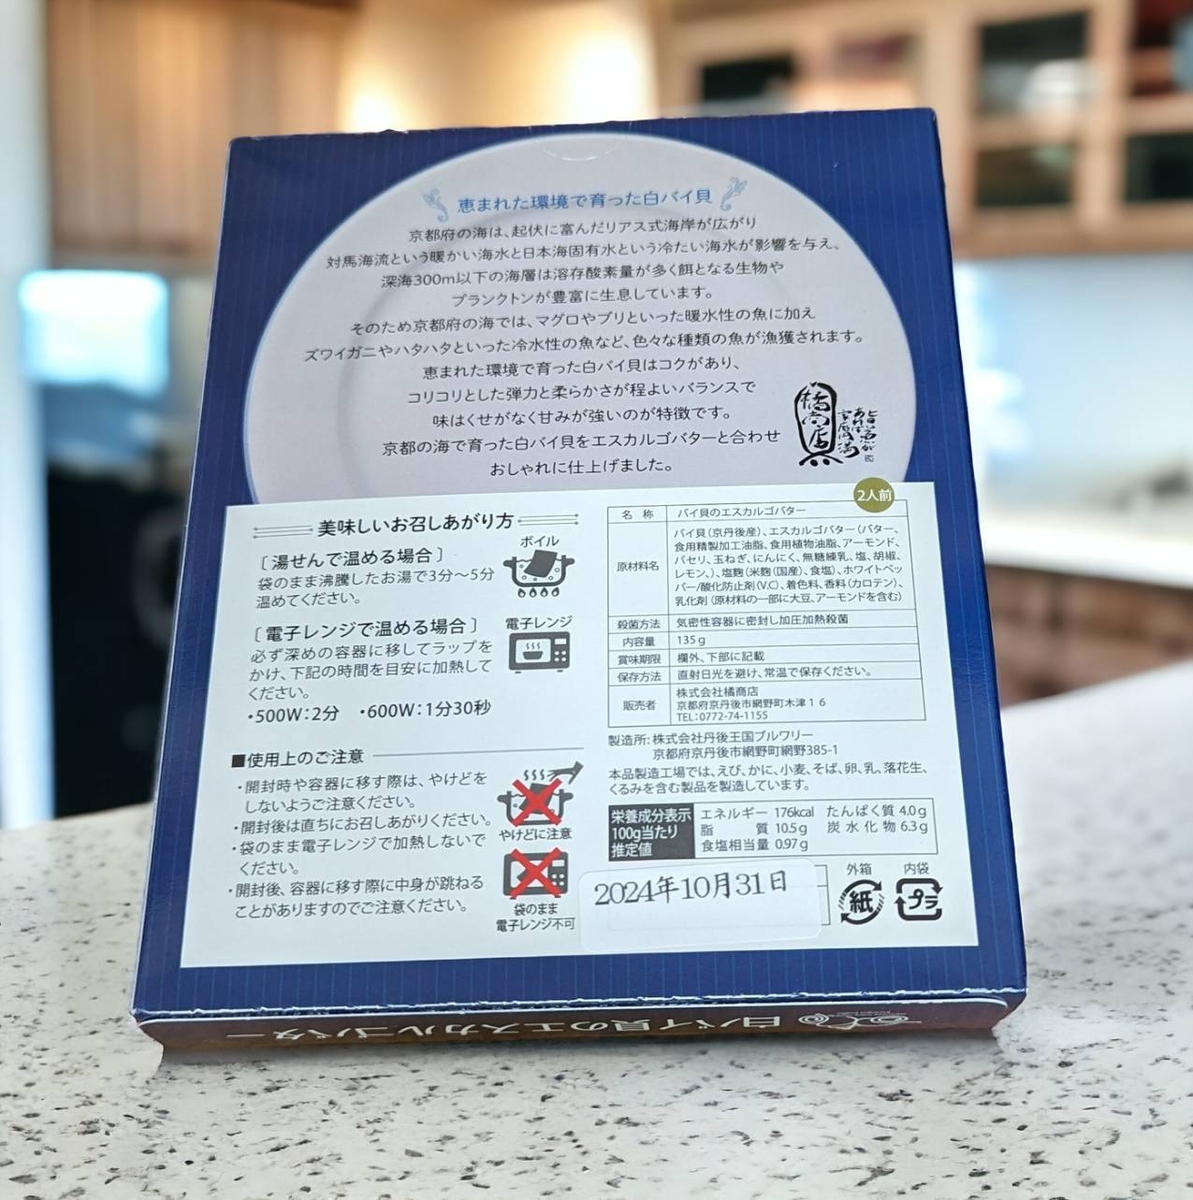 恵まれた環境で育った白バイ貝
京都府の海は、起伏に富んだリアス式海岸が広がり
対馬海流という暖かい海水と日本海固有水という冷たい海水が影響を与え、
深海300m以下の海層は溶存酸素量が多く餌となる生物や
プランクトンが豊富に生息しています。
そのため京都府の海では、マグロやブリといった暖水性の魚に加え
ズワイガニやハタハタといった冷水性の魚など、色々な種類の魚が漁獲されます。
恵まれた環境で育った白バイ貝はコクがあり、
コリコリとした弾力と柔らかさが程よいバランスで
味はくせがなく甘みが強いのが特徴です。
京都の海で育った白バイ貝をエスカルゴバターと合わせ
おしゃれに仕上げました。
橘商店
美味しいお召しあがり方
［湯せんで温める場合］
袋のまま沸騰したお湯で3分〜5分
温めてください。
ボイル
［電子レンジで温める場合］
必ず深めの容器に移してラップを
かけ、下記の時間を目安に加熱して
ください。
・500W:2分 ・600W:1分30秒
電子レンジ
■使用上のご注意
・開封時や容器に移す際は、やけどを
しないようご注意ください。
・開封後は直ちにお召しあがりください。
・袋のまま電子レンジで加熱しないで
ください。
・開封後、容器に移す際に中身が跳ねる
ことがありますのでご注意ください。
やけどに注意
袋のまま
電子レンジ不可
2人前
名 称 バイ貝のエスカルゴバター
原材料名 バイ貝(京丹後産)、エスカルゴバター(バター、
食用精製加工油脂、食用植物油脂、アーモンド、
パセリ、玉ねぎ、にんにく、無糖練乳、塩、胡椒、
レモン、)、塩麹(米麹(国産)、食塩)、ホワイトペッ
パー/酸化防止剤(V.C)、着色料、香料(カロテン)、
乳化剤(原材料の一部に大豆、アーモンドを含む)
殺菌方法 気密性容器に密封し加圧加熱殺菌
内容量 135g
賞味期限 欄外、下部に記載
保存方法 直射日光を避け、常温で保存ください。
販売者 株式会社橘商店
京都府京丹後市網野町木津16
TEL:0772-74-1155
製造所:株式会社丹後王国ブルワリー
京都府京丹後市網野町網野385-1
本品製造工場では、えび、かに、小麦、そば、卵、乳、落花生、
くるみを含む製品を製造しています。
栄養成分表示
100g当たり
推定値
エネルギー 176kcal たんぱく質 4.0g
脂 質 10.5g 炭水化物 6.3g
食塩相当量 0.97g
2024年10月31日
外箱 内袋
紙 プラ
白バイ貝のエスカルゴバター